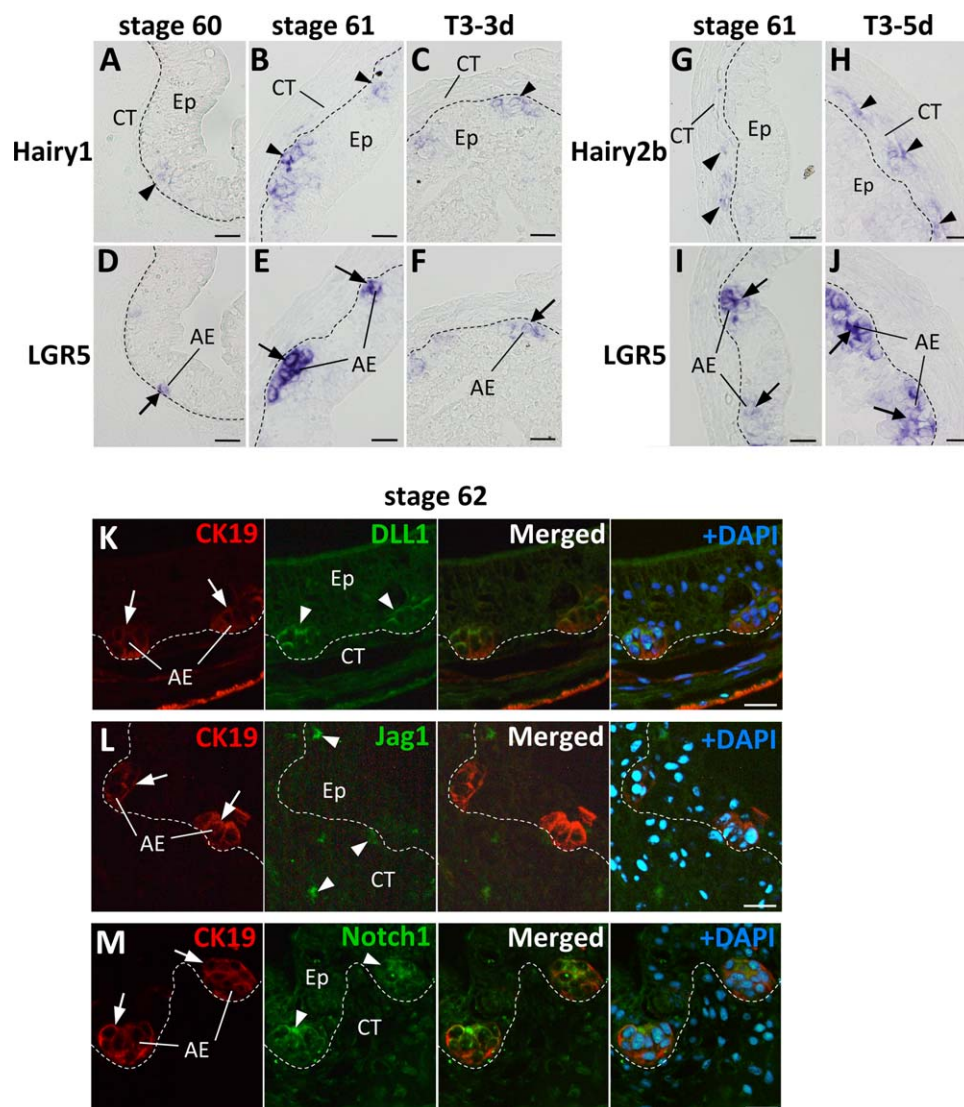 stage 60 stage 61 T3-3d stage 61 T3-5d
A B C G H
CT Ep CT Ep CT Ep CT Ep CT Ep
Hairy1 Hairy2b
D E F I J
AE AE AE AE AE
LGR5 LGR5
stage 62
K CK19 DLL1 Merged +DAPI
Ep
AE CT
L CK19 Jag1 Merged +DAPI
Ep
AE CT
M CK19 Notch1 Merged +DAPI
Ep
AE CT